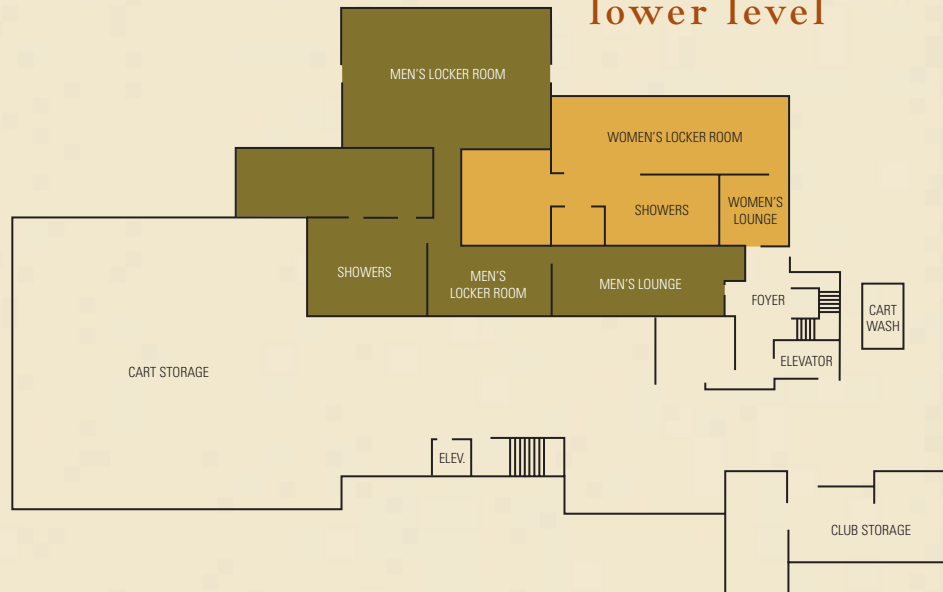 lower level
MEN'S LOCKER ROOM
WOMEN'S LOCKER ROOM
SHOWERS
WOMEN'S
LOUNGE
SHOWERS
MEN'S
LOCKER ROOM
MEN'S LOUNGE
FOYER
CART
WASH
CART STORAGE
ELEVATOR
ELEV.
CLUB STORAGE